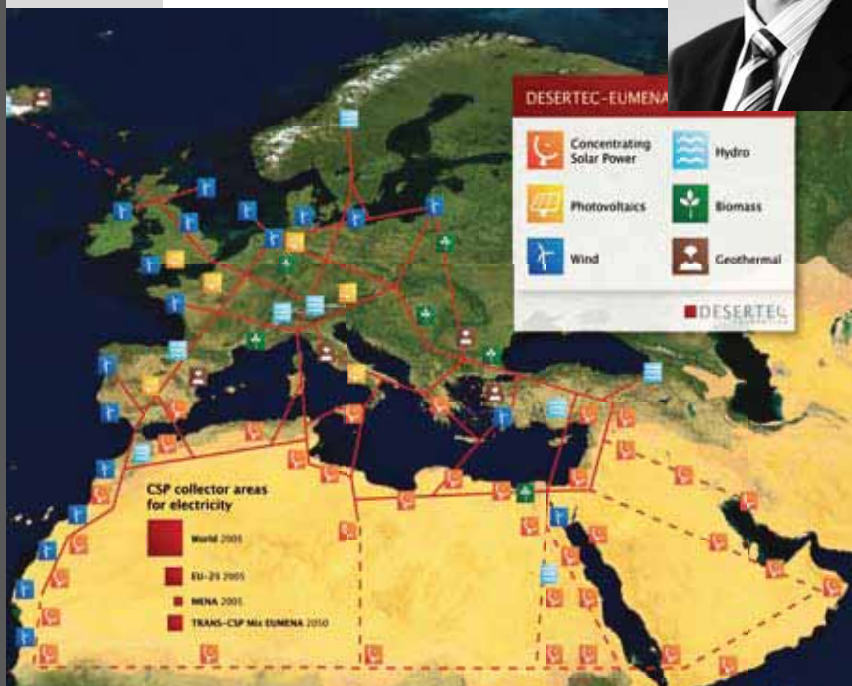 DESERTEC-EUMENA
Concentrating
Solar Power
Hydro
Photovoltaics
Biomass
Wind
Geothermal
DESERTEC
FOUNDATION
CSP collector areas
for electricity
World 2005
EU-25 2005
MENA 2005
TRANS-CSP Mix EUMENA 2050